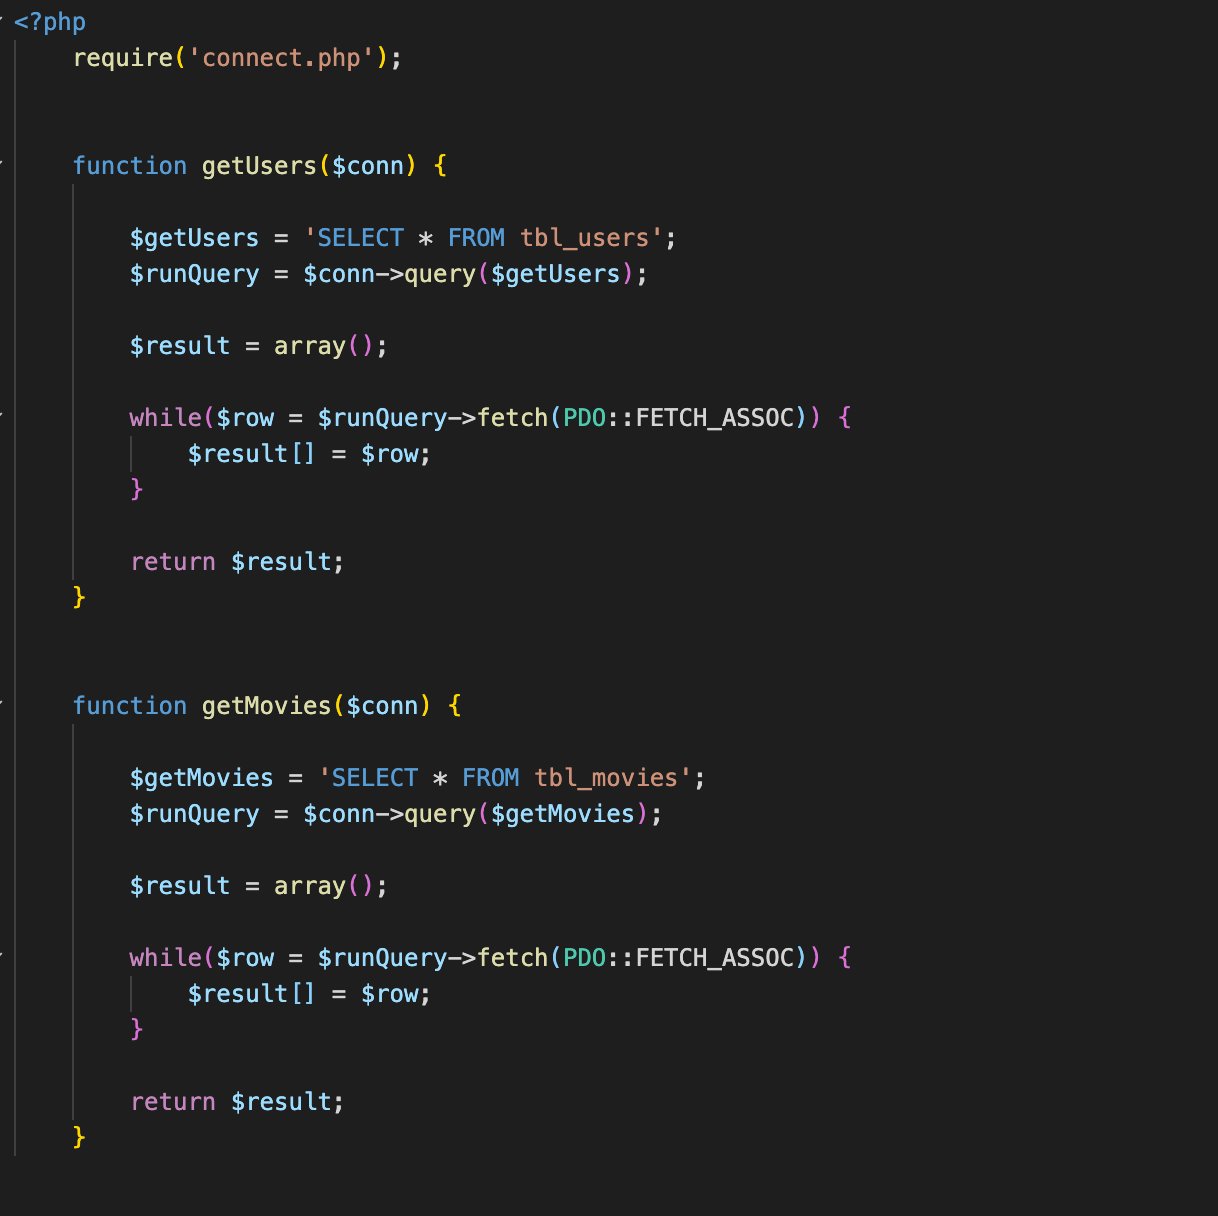 <?php
    require('connect.php');
    function getUsers($conn) {
        $getUsers = 'SELECT * FROM tbl_users';
        $runQuery = $conn->query($getUsers);
        $result = array();
        while($row = $runQuery->fetch(PDO::FETCH_ASSOC)) {
            $result[] = $row;
        }
        return $result;
    }
    function getMovies($conn) {
        $getMovies = 'SELECT * FROM tbl_movies';
        $runQuery = $conn->query($getMovies);
        $result = array();
        while($row = $runQuery->fetch(PDO::FETCH_ASSOC)) {
            $result[] = $row;
        }
        return $result;
    }